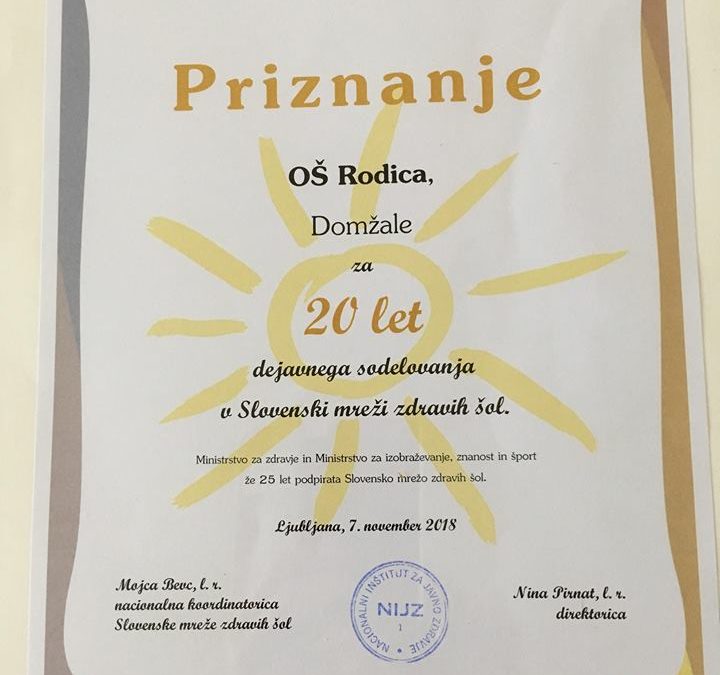 Priznanje
OŠ Rodica,
Domžale
za
20 let
dejavnega sodelovanja
v Slovenski mreži zdravih šol.
Ministrstvo za zdravje in Ministrstvo za izobraževanje, znanost in šport
že 25 let podpirata Slovensko mrežo zdravih šol.
Ljubljana, 7. november 2018
Mojca Bevc, l. r.
nacionalna koordinatorica
Slovenske mreže zdravih šol
NACIONALNI INŠTITUT ZA JAVNO ZDRAVJE
NIJZ
1
Nina Pirnat, l. r.
direktorica